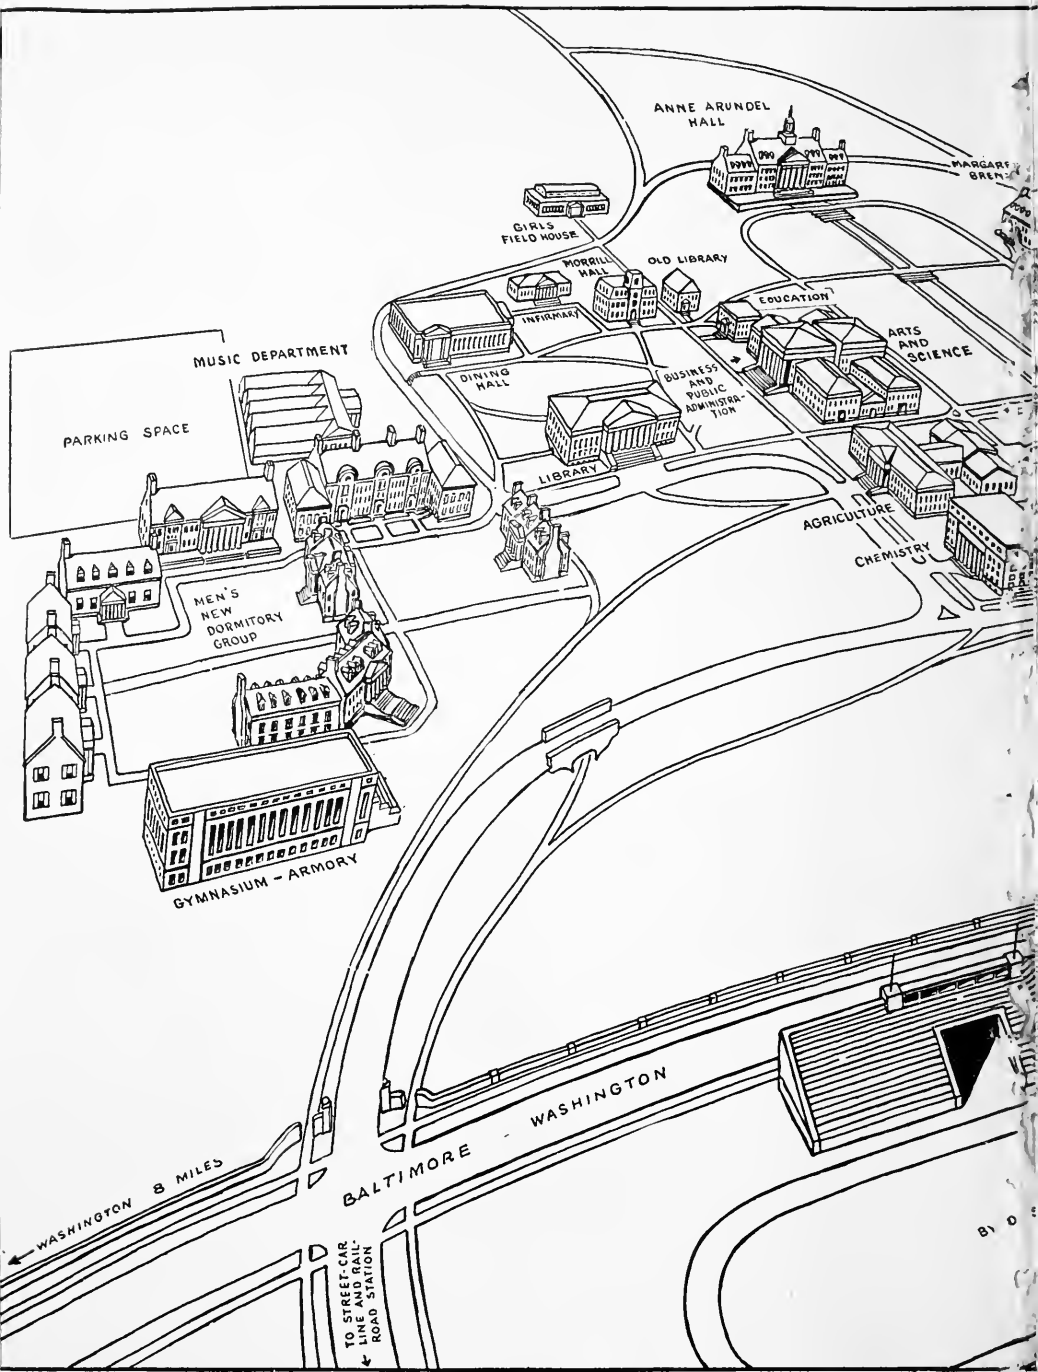 ANNE ARUNDEL
HALL
GIRLS
FIELD HOUSE
MORRILL
HALL
OLD LIBRARY
INFIRMARY
EDUCATION
ARTS
AND
SCIENCE
MUSIC DEPARTMENT
DINING
HALL
BUSINESS
AND
PUBLIC
ADMINISTRA-
TION
PARKING SPACE
LIBRARY
AGRICULTURE
CHEMISTRY
MEN'S
NEW
DORMITORY
GROUP
GYMNASIUM - ARMORY
BALTIMORE - WASHINGTON
WASHINGTON 8 MILES
TO STREET-CAR
LINE AND RAIL-
ROAD STATION
BY